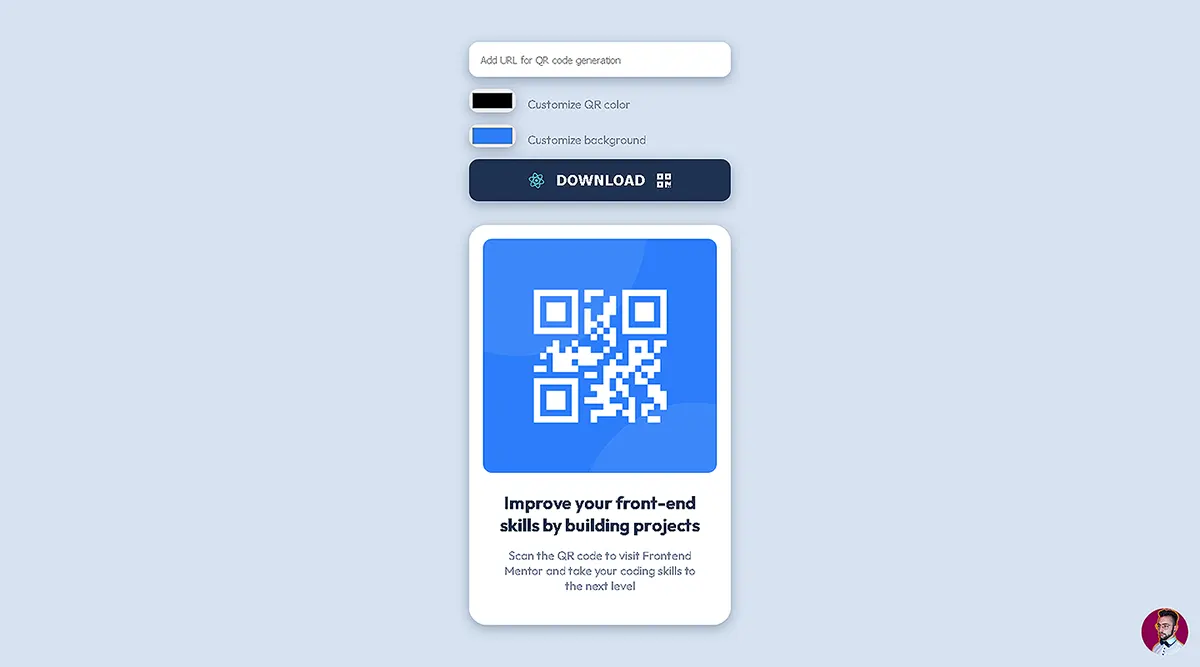 Add URL for QR code generation
Customize QR color
Customize background
DOWNLOAD
Improve your front-end
skills by building projects
Scan the QR code to visit Frontend
Mentor and take your coding skills to
the next level